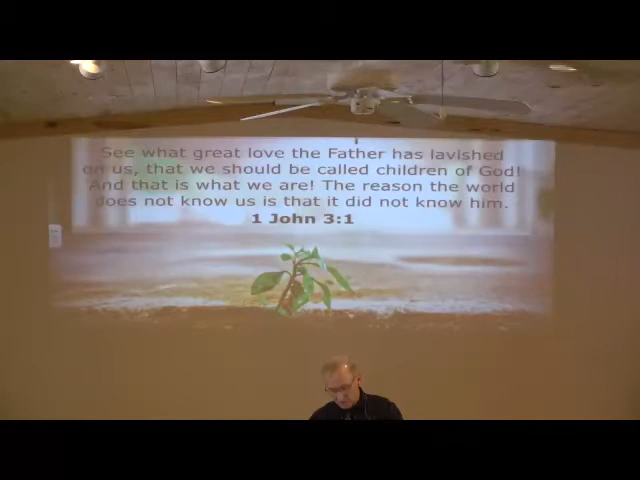 See what great love the Father has lavished
on us, that we should be called children of God!
And that is what we are! The reason the world
does not know us is that it did not know him.
1 John 3:1